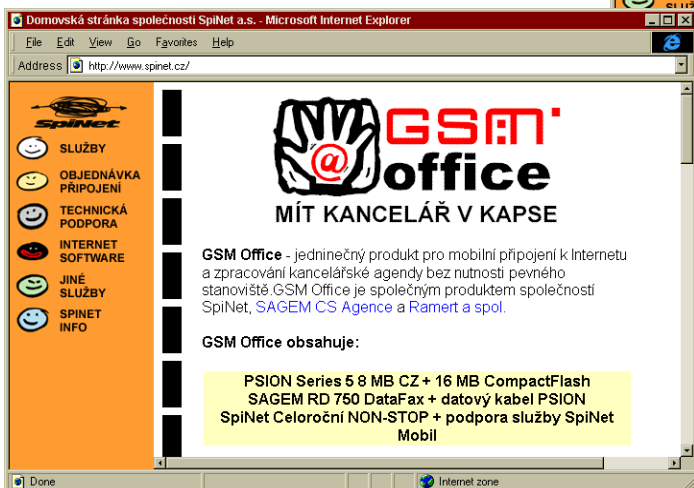 SLUŽ
Domovská stránka společnosti SpiNet a.s. - Microsoft Internet Explorer
File Edit View Go Favorites Help
Address http://www.spinet.cz/
SpiNet
SLUŽBY
OBJEDNÁVKA
PŘIPOJENÍ
TECHNICKÁ
PODPORA
INTERNET
SOFTWARE
JINÉ
SLUŽBY
SPINET
INFO
GSM
@
office
MÍT KANCELÁŘ V KAPSE
GSM Office - jedninečný produkt pro mobilní připojení k Internetu
a zpracování kancelářské agendy bez nutnosti pevného
stanoviště.GSM Office je společným produktem společností
SpiNet, SAGEM CS Agence a Ramert a spol.
GSM Office obsahuje:
PSION Series 5 8 MB CZ + 16 MB CompactFlash
SAGEM RD 750 DataFax + datový kabel PSION
SpiNet Celoroční NON-STOP + podpora služby SpiNet
Mobil
Done
Internet zone